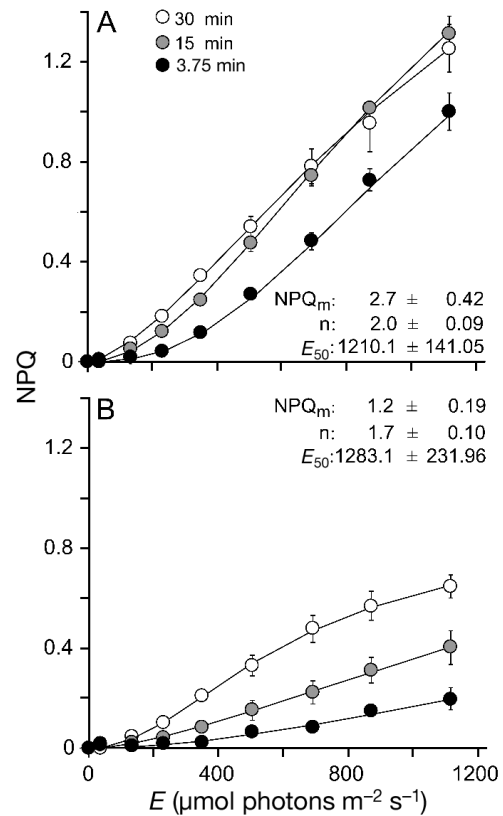 A
30 min
15 min
3.75 min
1.2
0.8
0.4
0
NPQm: 2.7 ± 0.42
n: 2.0 ± 0.09
E50: 1210.1 ± 141.05
NPQ
B
NPQm: 1.2 ± 0.19
n: 1.7 ± 0.10
E50: 1283.1 ± 231.96
1.2
0.8
0.4
0
0 400 800 1200
E (µmol photons m⁻² s⁻¹)